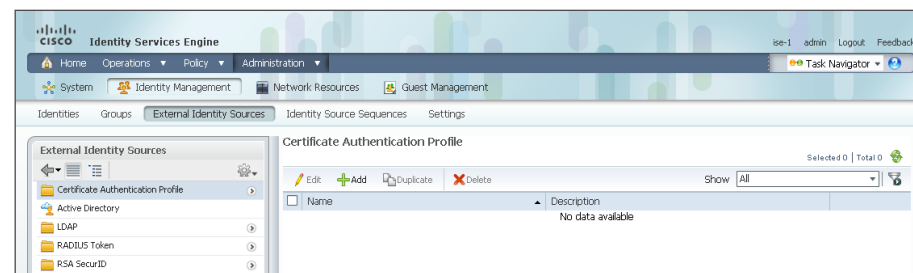 CISCO Identity Services Engine
ise-1 admin Logout Feedback
Home Operations Policy Administration
Task Navigator
System Identity Management Network Resources Guest Management
Identities Groups External Identity Sources Identity Source Sequences Settings
External Identity Sources
Certificate Authentication Profile
Active Directory
LDAP
RADIUS Token
RSA SecurID
Certificate Authentication Profile
Selected 0 | Total 0
Edit Add Duplicate Delete Show All
Name Description
No data available